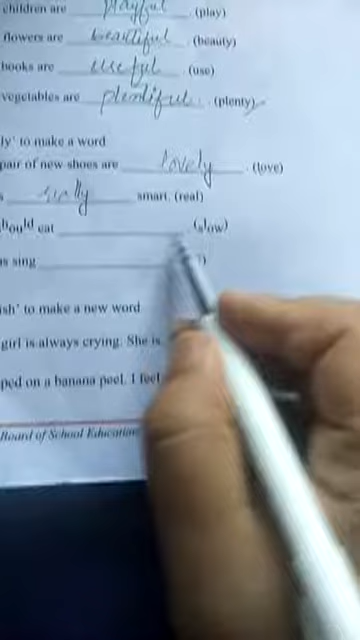 children are playful (play)
flowers are beautiful (beauty)
books are useful (use)
vegetables are plentiful. (plenty)
ly' to make a word
pair of new shoes are lovely. (love)
s really smart. (real)
should eat (slow)
as sing
ish' to make a new word
girl is always crying. She is
ped on a banana peel. I feel
Board of School Education